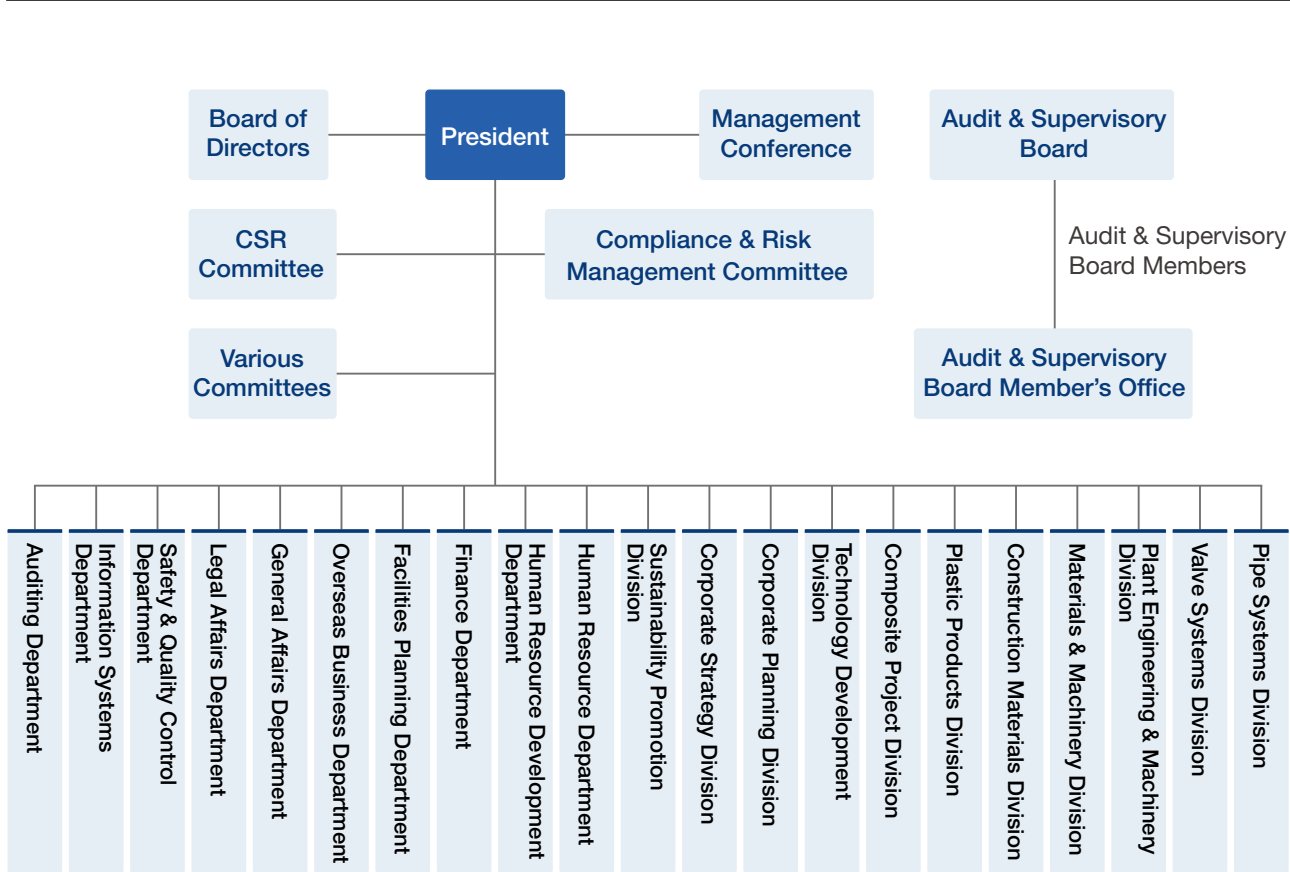 Board of
Directors
President
Management
Conference
Audit & Supervisory
Board
CSR
Committee
Compliance & Risk
Management Committee
Audit & Supervisory
Board Members
Various
Committees
Audit & Supervisory
Board Member’s Office
Auditing Department
Information Systems
Department
Safety & Quality Control
Department
Legal Affairs Department
General Affairs Department
Overseas Business Department
Facilities Planning Department
Finance Department
Human Resource Development
Department
Human Resource Department
Sustainability Promotion
Division
Corporate Strategy Division
Corporate Planning Division
Technology Development
Division
Composite Project Division
Plastic Products Division
Construction Materials Division
Materials & Machinery Division
Plant Engineering & Machinery
Division
Valve Systems Division
Pipe Systems Division